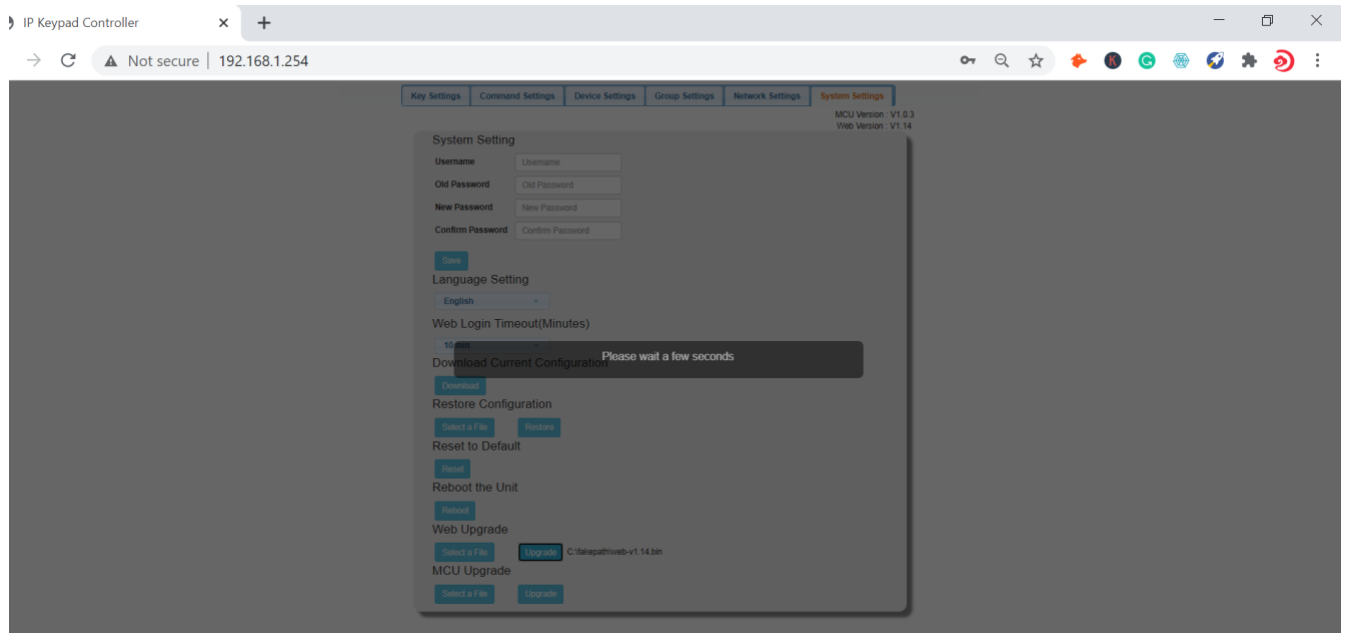 IP Keypad Controller
Not secure 192.168.1.254
Key Settings Command Settings Device Settings Group Settings Network Settings System Settings
MCU Version : V1.0.3
Web Version : V1.14
System Setting
Username Username
Old Password Old Password
New Password New Password
Confirm Password Confirm Password
Save
Language Setting
English
Web Login Timeout(Minutes)
10min
Please wait a few seconds
Download Current Configuration
Download
Restore Configuration
Select a File Restore
Reset to Default
Reset
Reboot the Unit
Reboot
Web Upgrade
Select a File Upgrade C:\fakepath\web-v1.14.bin
MCU Upgrade
Select a File Upgrade